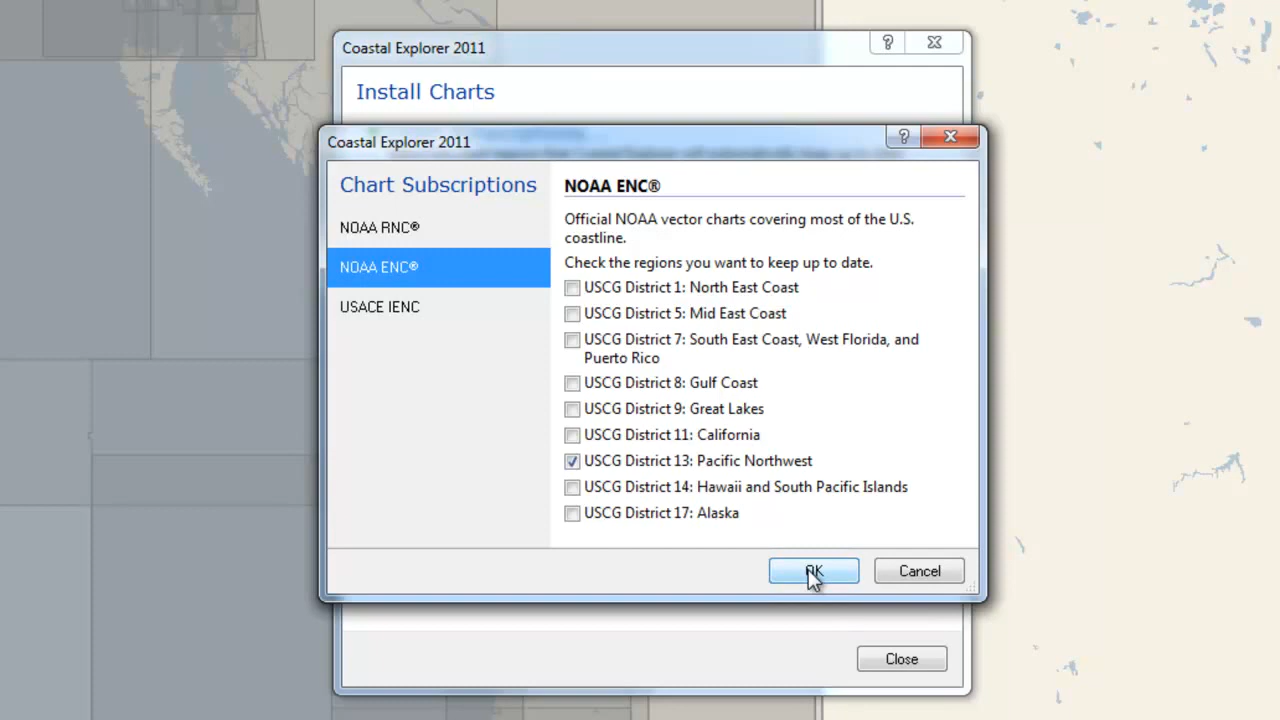 Coastal Explorer 2011
Install Charts
Coastal Explorer 2011
Chart Subscriptions
NOAA RNC®
NOAA ENC®
USACE IENC
NOAA ENC®
Official NOAA vector charts covering most of the U.S.
coastline.
Check the regions you want to keep up to date.
USCG District 1: North East Coast
USCG District 5: Mid East Coast
USCG District 7: South East Coast, West Florida, and
Puerto Rico
USCG District 8: Gulf Coast
USCG District 9: Great Lakes
USCG District 11: California
USCG District 13: Pacific Northwest
USCG District 14: Hawaii and South Pacific Islands
USCG District 17: Alaska
OK
Cancel
Close